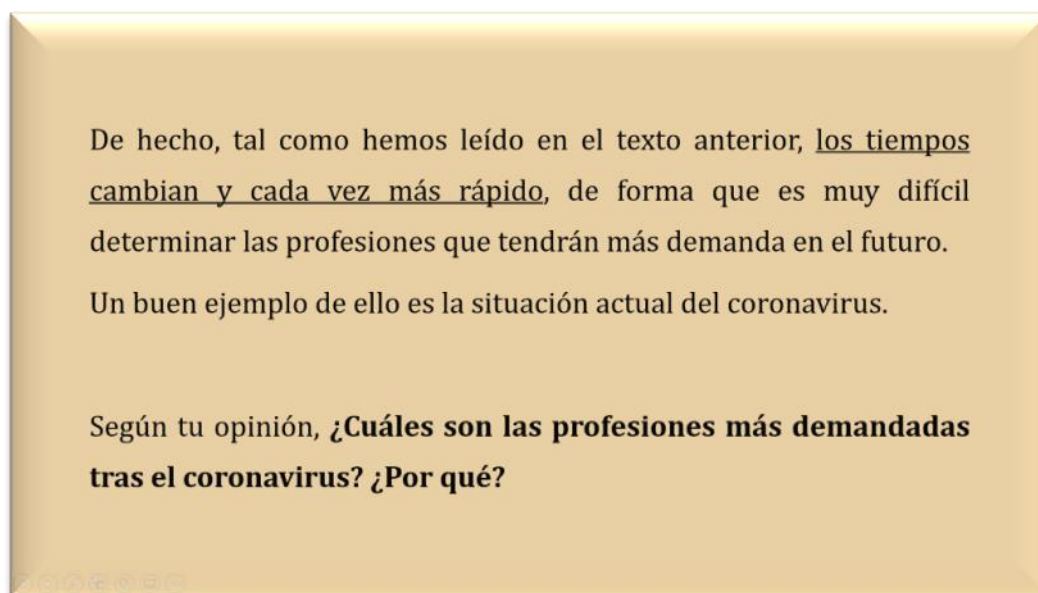 De hecho, tal como hemos leído en el texto anterior, los tiempos
cambian y cada vez más rápido, de forma que es muy difícil
determinar las profesiones que tendrán más demanda en el futuro.
Un buen ejemplo de ello es la situación actual del coronavirus.
Según tu opinión, ¿Cuáles son las profesiones más demandadas
tras el coronavirus? ¿Por qué?